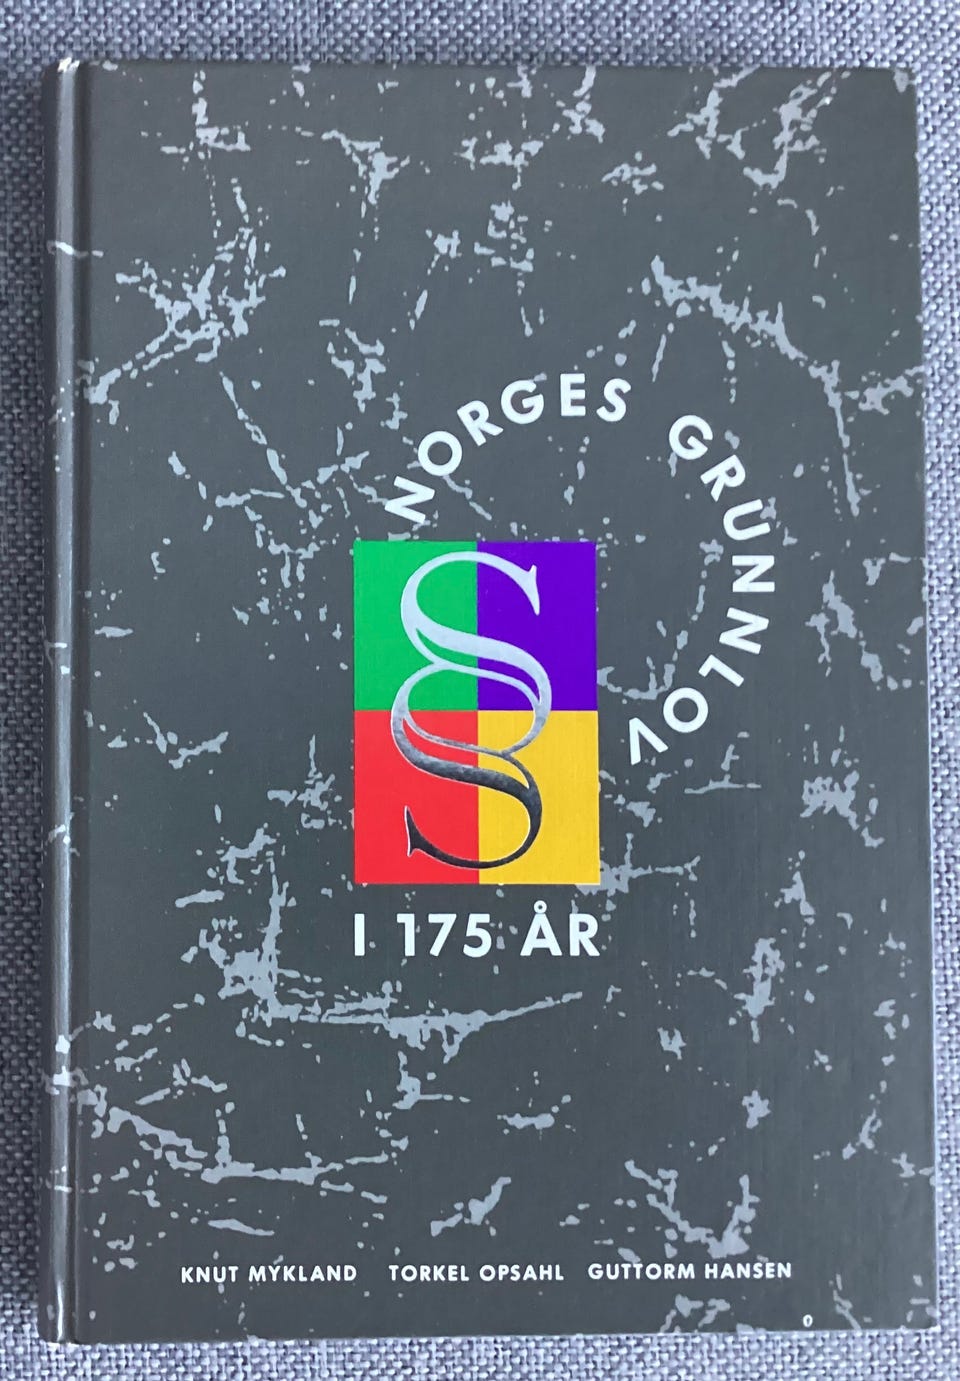 NORGES GRUNNLOV
§
I 175 ÅR
KNUT MYKLAND TORKEL OPSAHL GUTTORM HANSEN